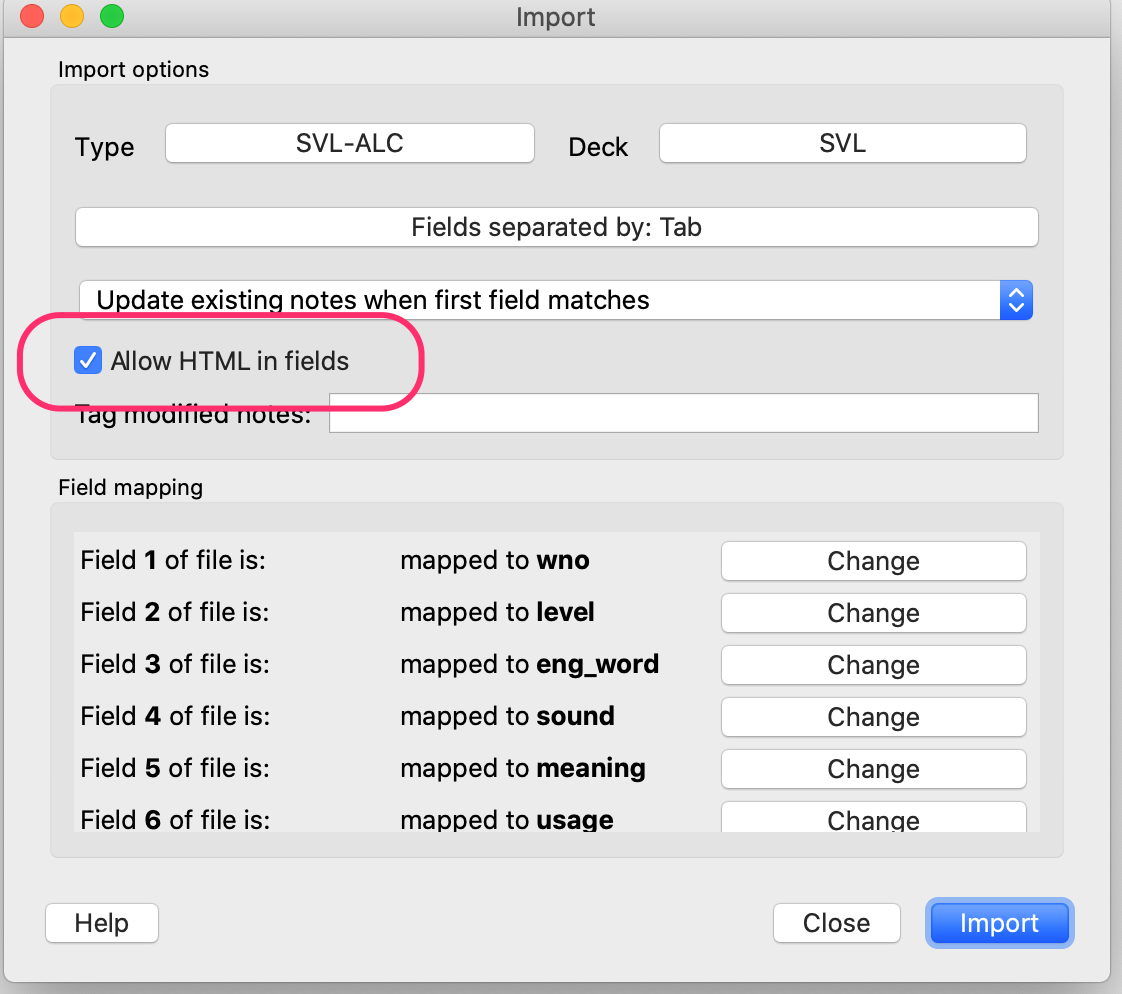 Import
Import options
Type SVL-ALC Deck SVL
Fields separated by: Tab
Update existing notes when first field matches
Allow HTML in fields
Tag modified notes:
Field mapping
Field 1 of file is: mapped to wno Change
Field 2 of file is: mapped to level Change
Field 3 of file is: mapped to eng_word Change
Field 4 of file is: mapped to sound Change
Field 5 of file is: mapped to meaning Change
Field 6 of file is: mapped to usage Change
Help Close Import